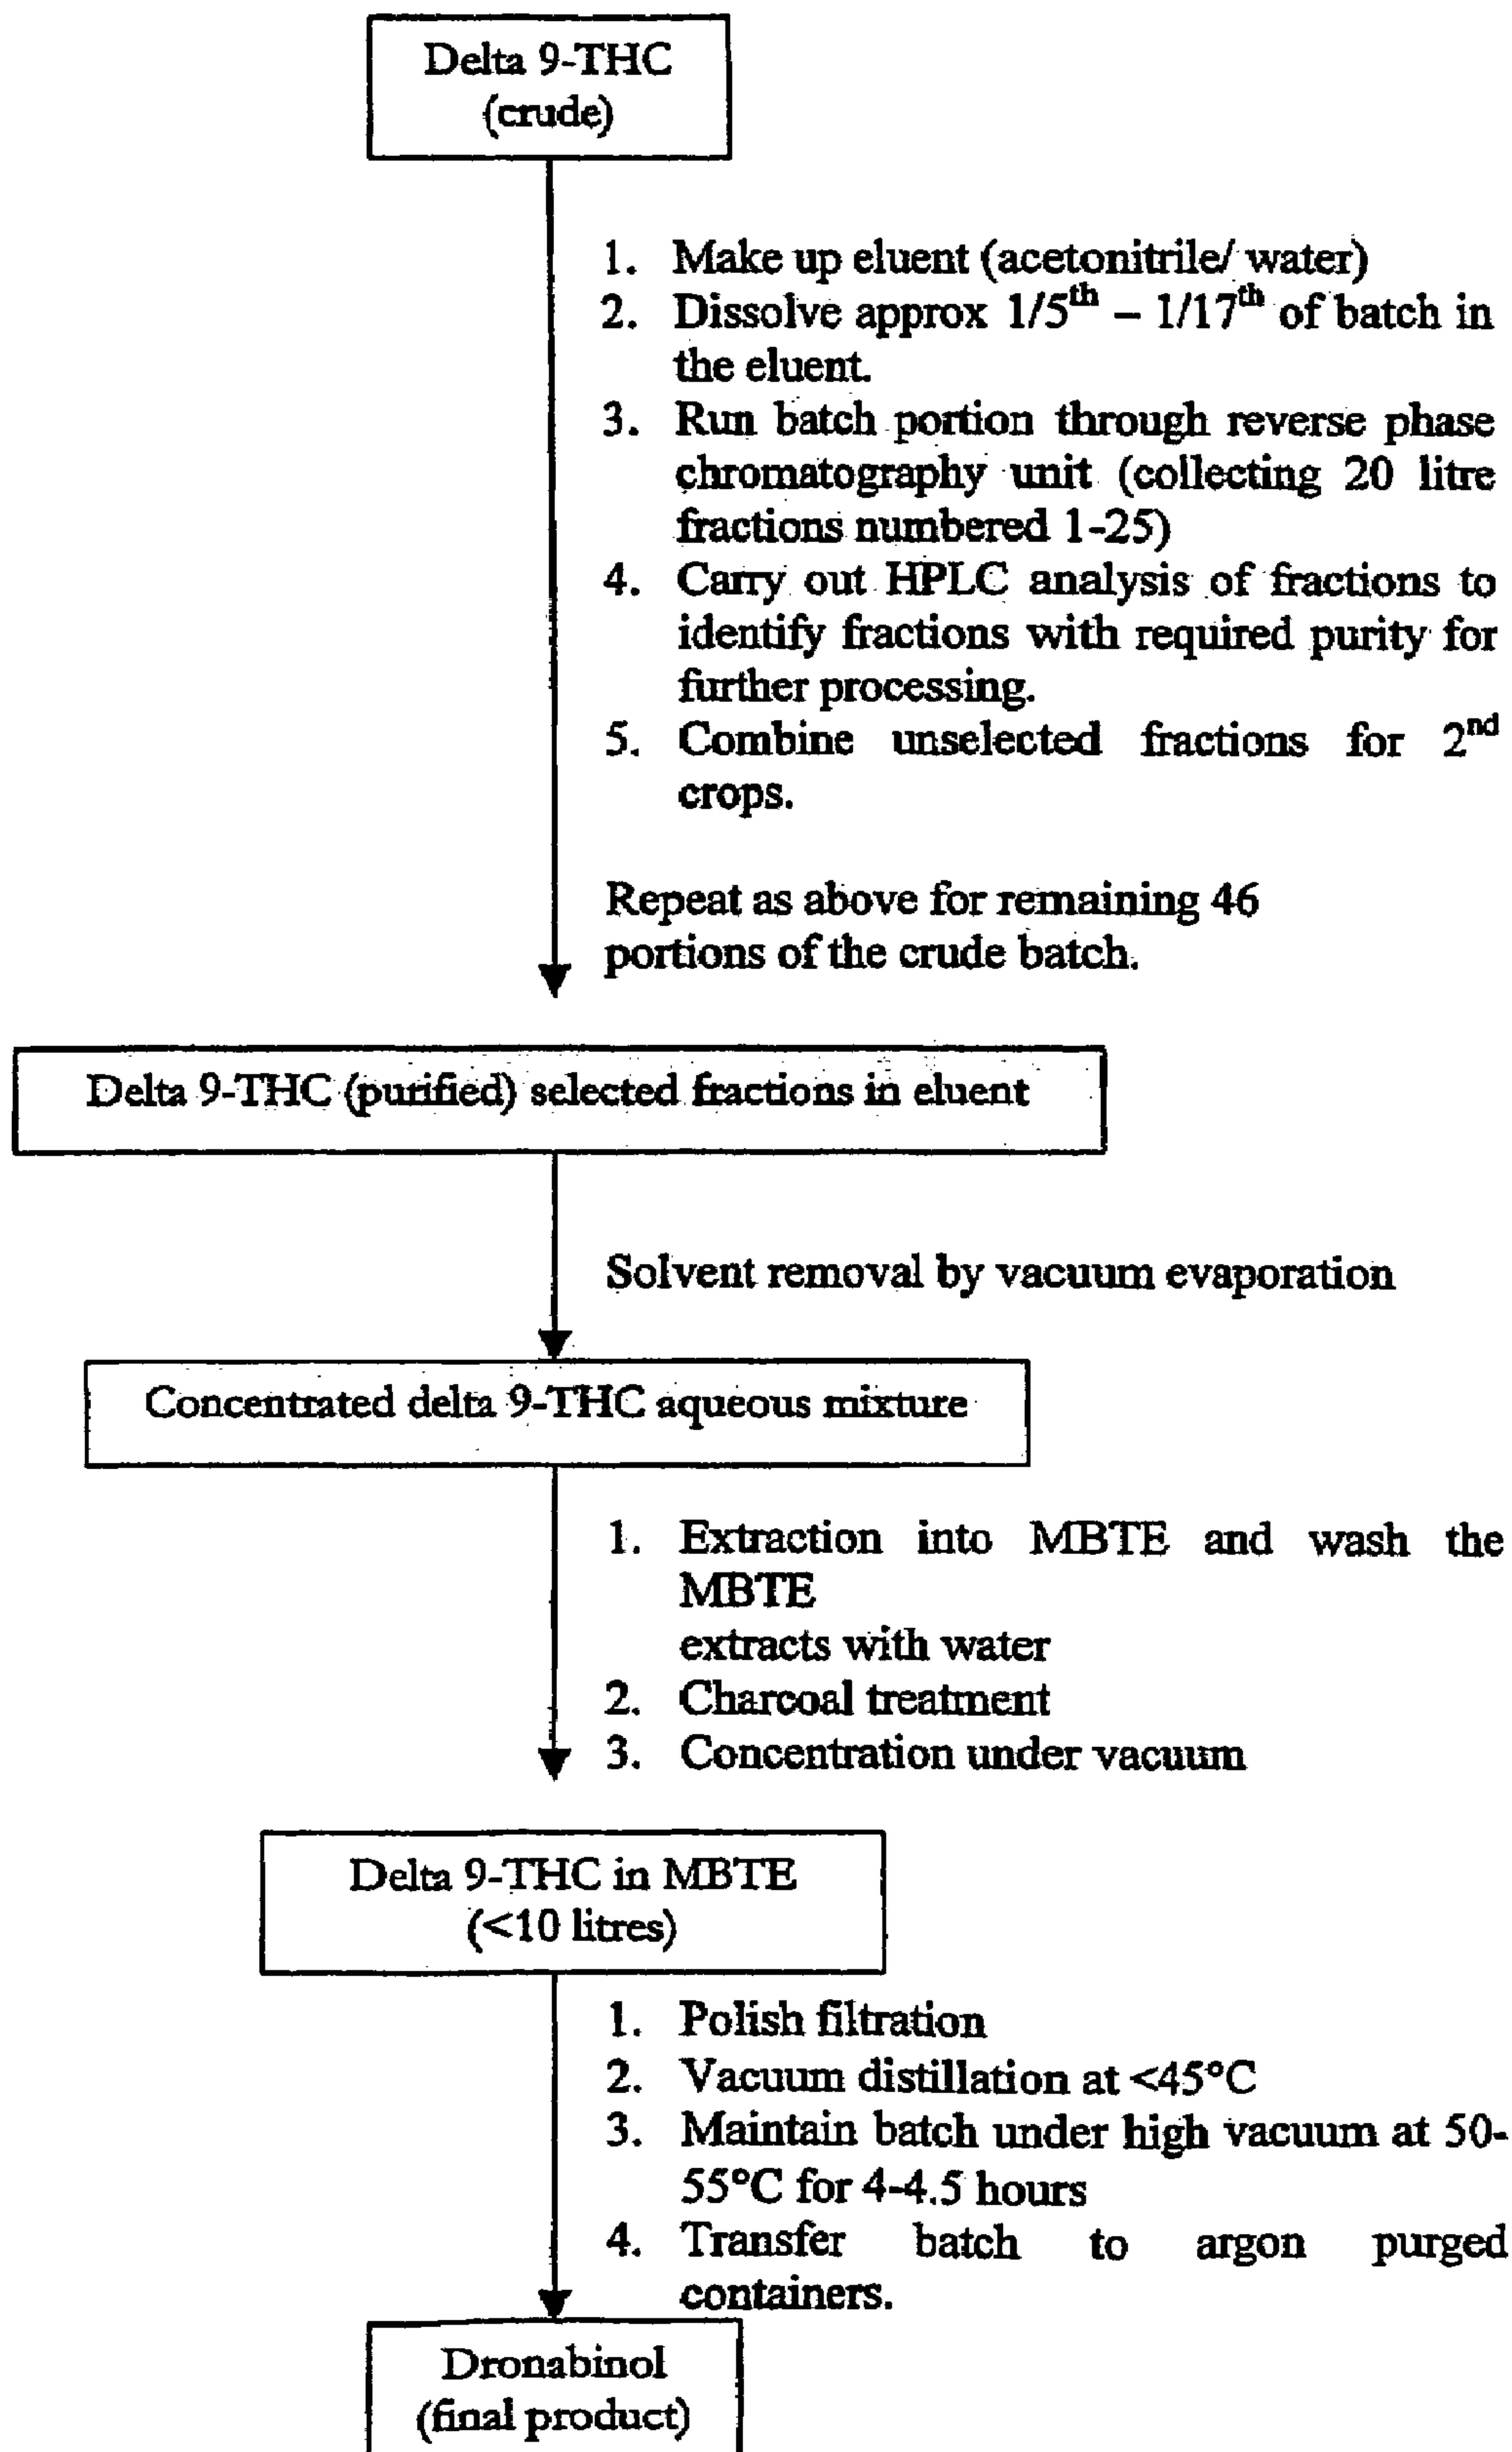 Delta 9-THC
(crude)
1. Make up eluent (acetonitrile/ water)
2. Dissolve approx 1/5th – 1/17th of batch in
the eluent.
3. Run batch portion through reverse phase
chromatography unit (collecting 20 litre
fractions numbered 1-25)
4. Carry out HPLC analysis of fractions to
identify fractions with required purity for
further processing.
5. Combine unselected fractions for 2nd
crops.
Repeat as above for remaining 46
portions of the crude batch.
Delta 9-THC (purified) selected fractions in eluent
Solvent removal by vacuum evaporation
Concentrated delta 9-THC aqueous mixture
1. Extraction into MBTE and wash the
MBTE
extracts with water
2. Charcoal treatment
3. Concentration under vacuum
Delta 9-THC in MBTE
(<10 litres)
1. Polish filtration
2. Vacuum distillation at <45°C
3. Maintain batch under high vacuum at 50-
55°C for 4-4.5 hours
4. Transfer batch to argon purged
containers.
Dronabinol
(final product)